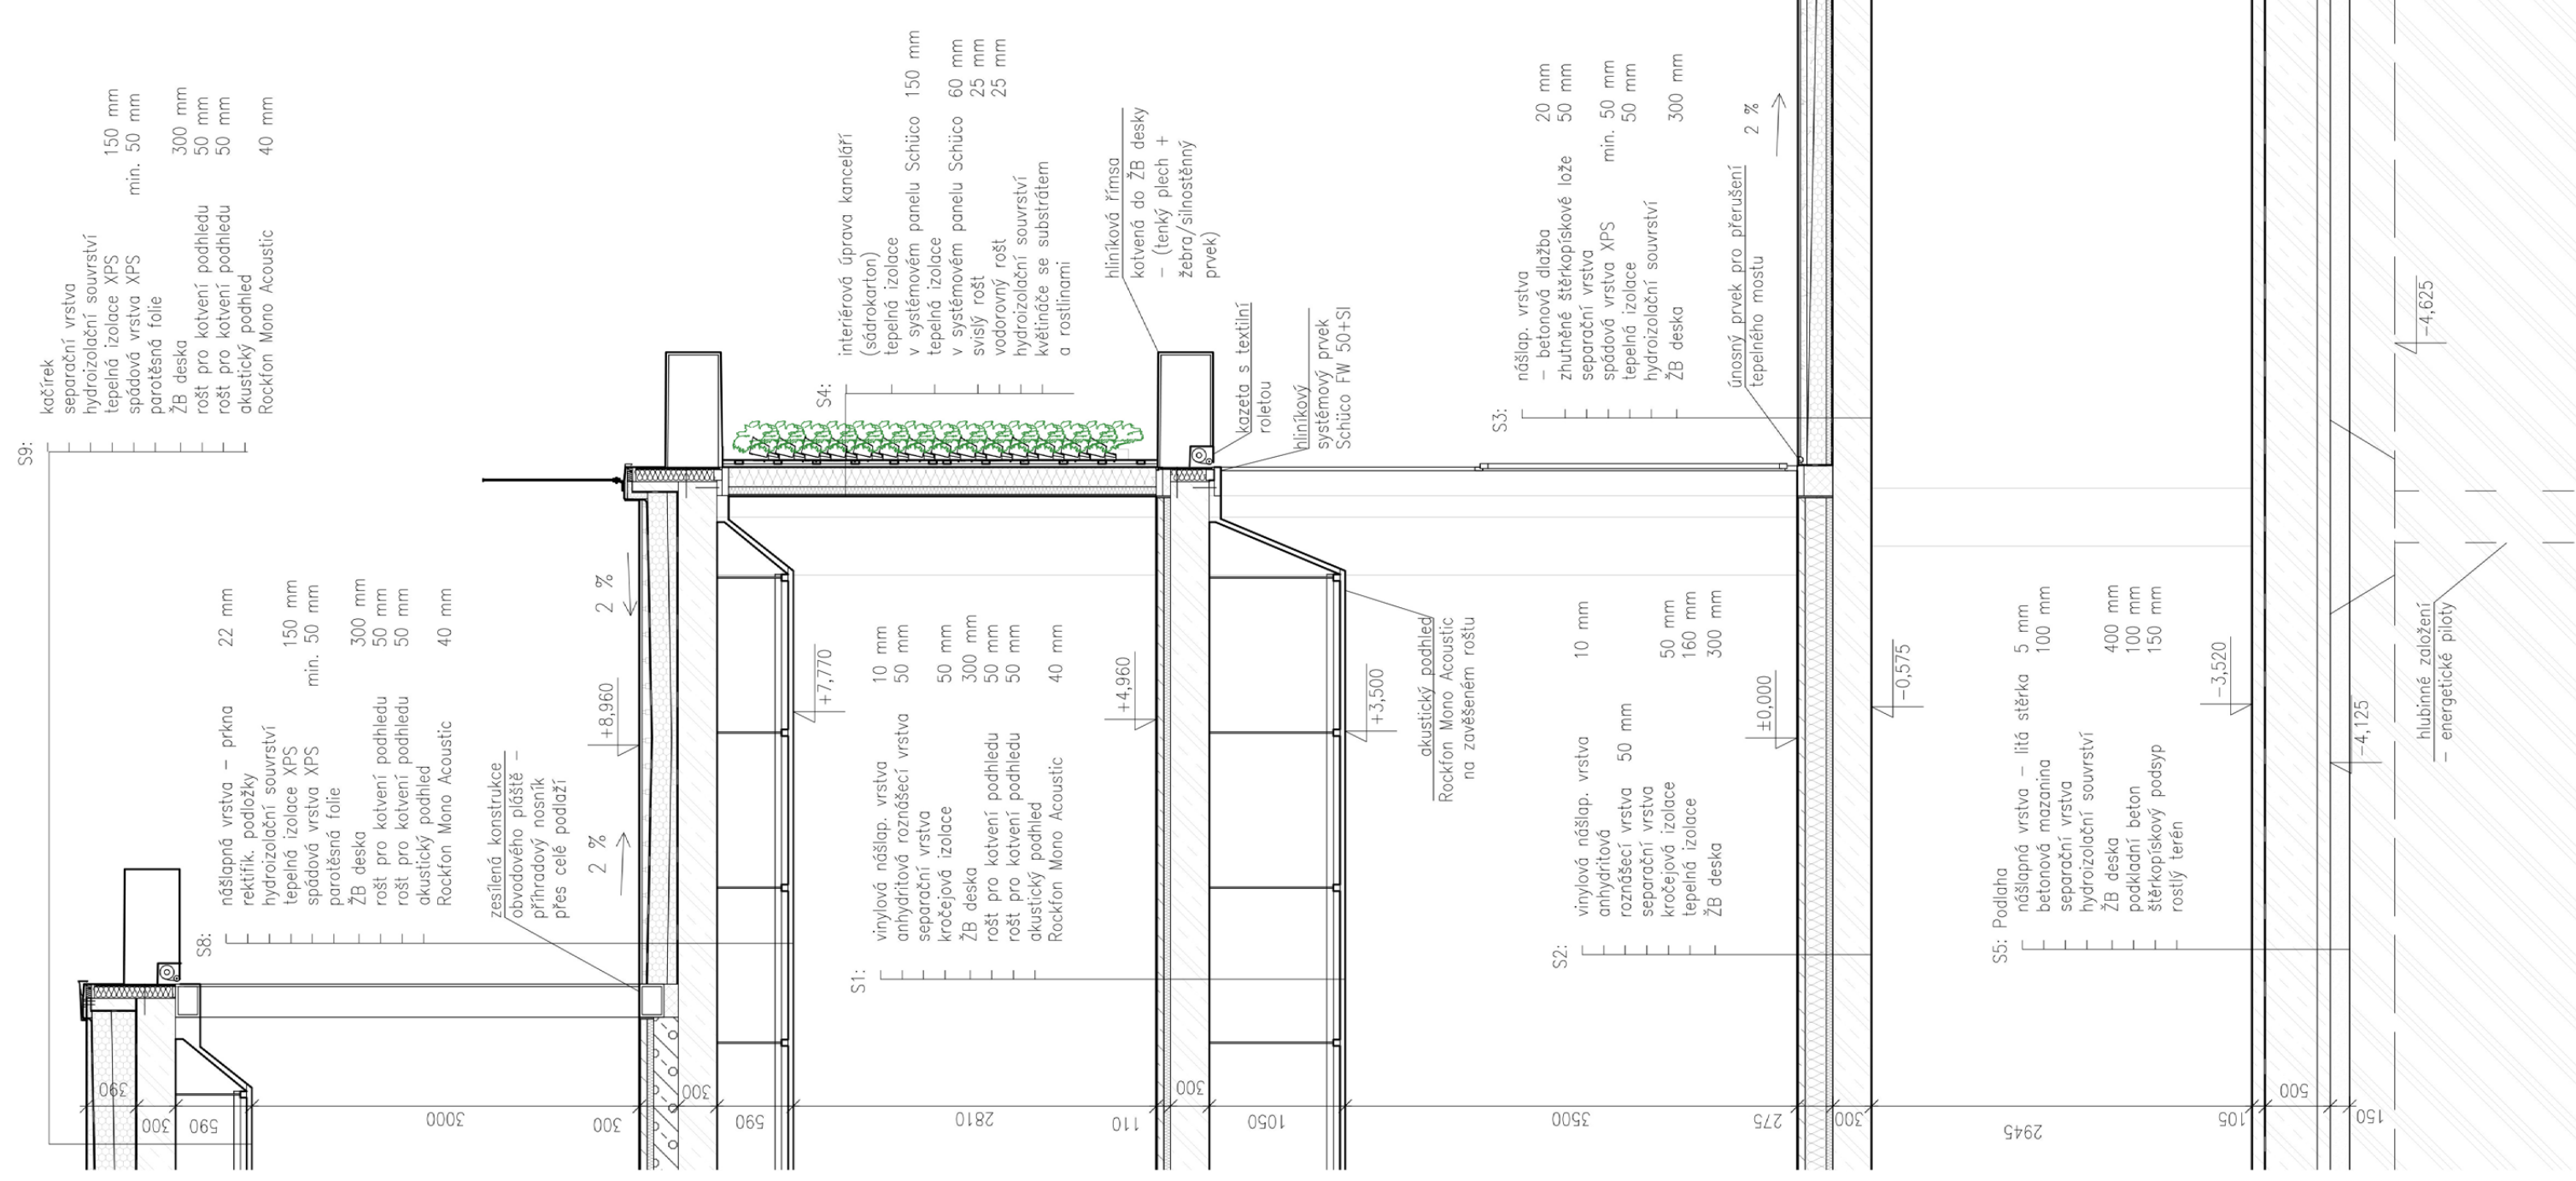 S9:
kačírek
separační vrstva
hydroizolační souvrství
tepelná izolace XPS 150 mm
spádová vrstva XPS min. 50 mm
parotěsná folie
ŽB deska 300 mm
rošt pro kotvení podhledu 50 mm
rošt pro kotvení podhledu 50 mm
akustický podhled
Rockfon Mono Acoustic 40 mm
S8:
nášlapná vrstva – prkna 22 mm
rektifik. podložky
hydroizolační souvrství
tepelná izolace XPS 150 mm
spádová vrstva XPS min. 50 mm
parotěsná folie
ŽB deska 300 mm
rošt pro kotvení podhledu 50 mm
rošt pro kotvení podhledu 50 mm
akustický podhled
Rockfon Mono Acoustic 40 mm
zesílená konstrukce
obvodového pláště –
příhradový nosník
přes celé podlaží
2 %
2 %
+8,960
+7,770
S4:
interiérová úprava kanceláří
(sádrokarton)
tepelná izolace
v systémovém panelu Schüco 150 mm
tepelná izolace
v systémovém panelu Schüco 60 mm
svislý rošt 25 mm
vodorovný rošt 25 mm
hydroizolační souvrství
květináče se substrátem
a rostlinami
S1:
vinylová nášlap. vrstva 10 mm
anhydritová roznášecí vrstva 50 mm
separační vrstva
kročejová izolace 50 mm
ŽB deska 300 mm
rošt pro kotvení podhledu 50 mm
rošt pro kotvení podhledu 50 mm
akustický podhled
Rockfon Mono Acoustic 40 mm
+4,960
hliníková římsa
kotvená do ŽB desky
– (tenký plech +
žebra/silnostěnný
prvek)
kazeta s textilní
roletou
hliníkový
systémový prvek
Schüco FW 50+SI
+3,500
akustický podhled
Rockfon Mono Acoustic
na zavěšeném roštu
S3:
nášlap. vrstva
– betonová dlažba 20 mm
zhutněné štěrkopískové lože 50 mm
separační vrstva
spádová vrstva XPS min. 50 mm
tepelná izolace 50 mm
hydroizolační souvrství
ŽB deska 300 mm
únosný prvek pro přerušení
tepelného mostu
2 %
S2:
vinylová nášlap. vrstva 10 mm
anhydritová
roznášecí vrstva 50 mm
separační vrstva
kročejová izolace 50 mm
tepelná izolace 160 mm
ŽB deska 300 mm
±0,000
–0,575
S5: Podlaha
nášlapná vrstva – litá stěrka 5 mm
betonová mazanina 100 mm
separační vrstva
hydroizolační souvrství
ŽB deska 400 mm
podkladní beton 100 mm
štěrkopískový podsyp 150 mm
rostlý terén
–3,520
–4,125
–4,625
hlubinné založení
– energetické piloty
390
300
590
3000
300
300
590
2810
110
300
1050
3500
275
300
2945
105
500
150